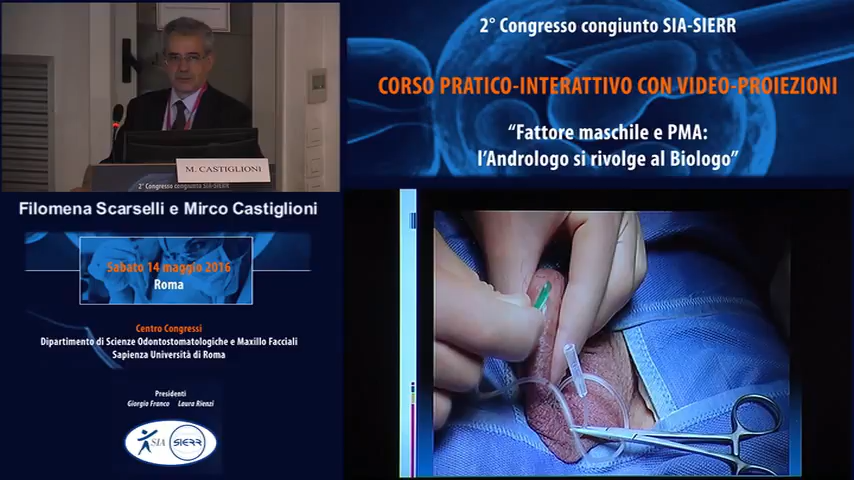 2° Congresso congiunto SIA-SIERR
CORSO PRATICO-INTERATTIVO CON VIDEO-PROIEZIONI
“Fattore maschile e PMA:
l’Andrologo si rivolge al Biologo”
M. CASTIGLIONI
2° Congresso congiunto SIA-SIERR
Filomena Scarselli e Mirco Castiglioni
Sabato 14 maggio 2016
Roma
Centro Congressi
Dipartimento di Scienze Odontostomatologiche e Maxillo Facciali
Sapienza Università di Roma
Presidenti
Giorgio Franco Laura Rienzi
SIA
SIERR